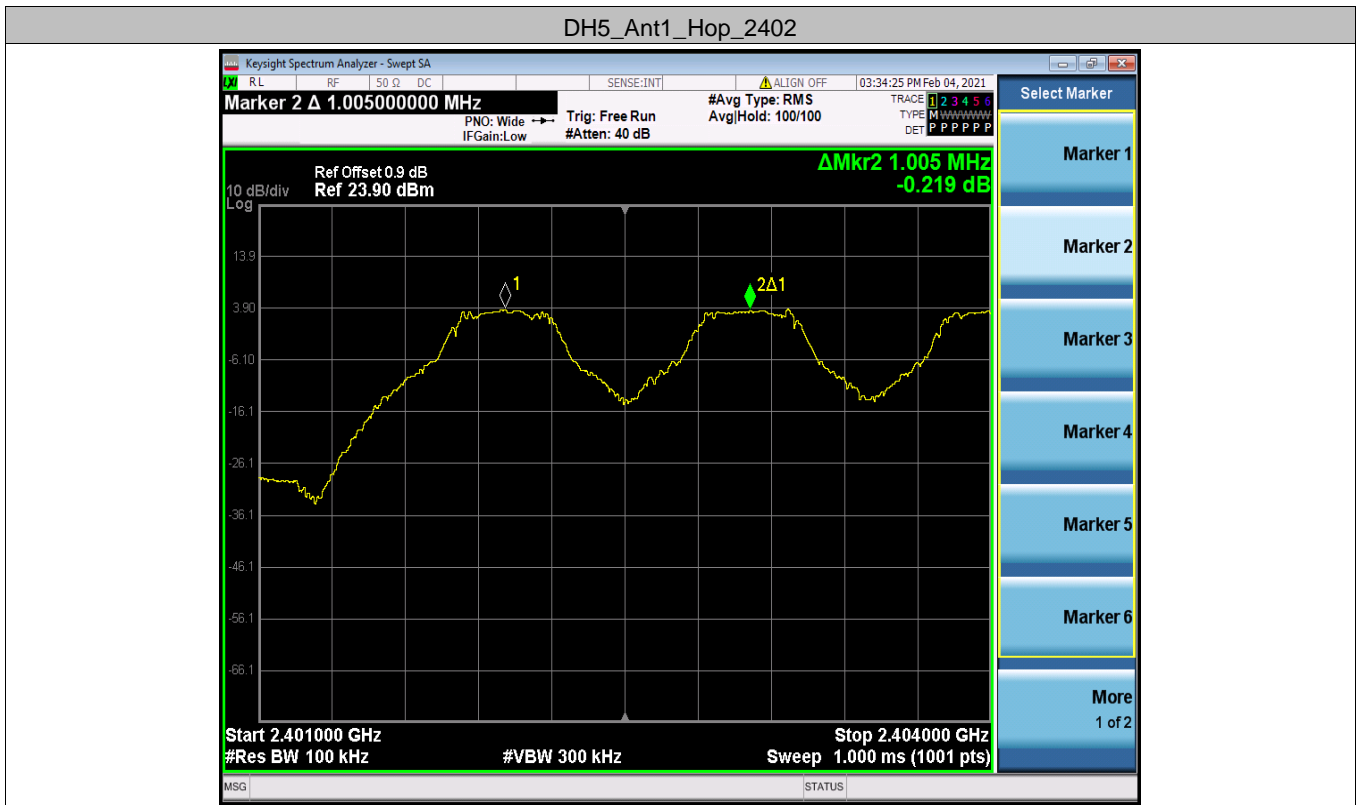 DH5_Ant1_Hop_2402
Keysight Spectrum Analyzer - Swept SA
LXI RL RF 50 Ω DC SENSE:INT ALIGN OFF 03:34:25 PM Feb 04, 2021
Marker 2 Δ 1.005000000 MHz
PNO: Wide
IFGain:Low
Trig: Free Run
#Atten: 40 dB
#Avg Type: RMS
Avg|Hold: 100/100
TRACE 1 2 3 4 5 6
TYPE M W W W W W
DET P P P P P P
ΔMkr2 1.005 MHz
-0.219 dB
Ref Offset 0.9 dB
10 dB/div Ref 23.90 dBm
Log
13.9
3.90
-6.10
-16.1
-26.1
-36.1
-46.1
-56.1
-66.1
1
2Δ1
Start 2.401000 GHz Stop 2.404000 GHz
#Res BW 100 kHz #VBW 300 kHz Sweep 1.000 ms (1001 pts)
MSG STATUS
Select Marker
Marker 1
Marker 2
Marker 3
Marker 4
Marker 5
Marker 6
More
1 of 2